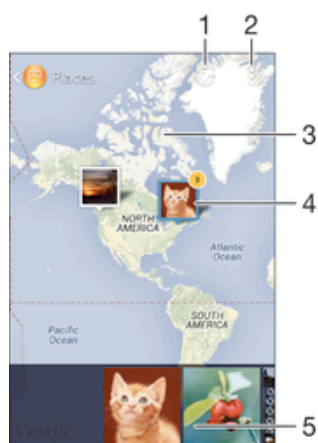 1 2
Places
3
4
NORTH
AMERICA
Atlantic
Ocean
SOUTH
AMERICA
Pacific
Ocean
Google
5